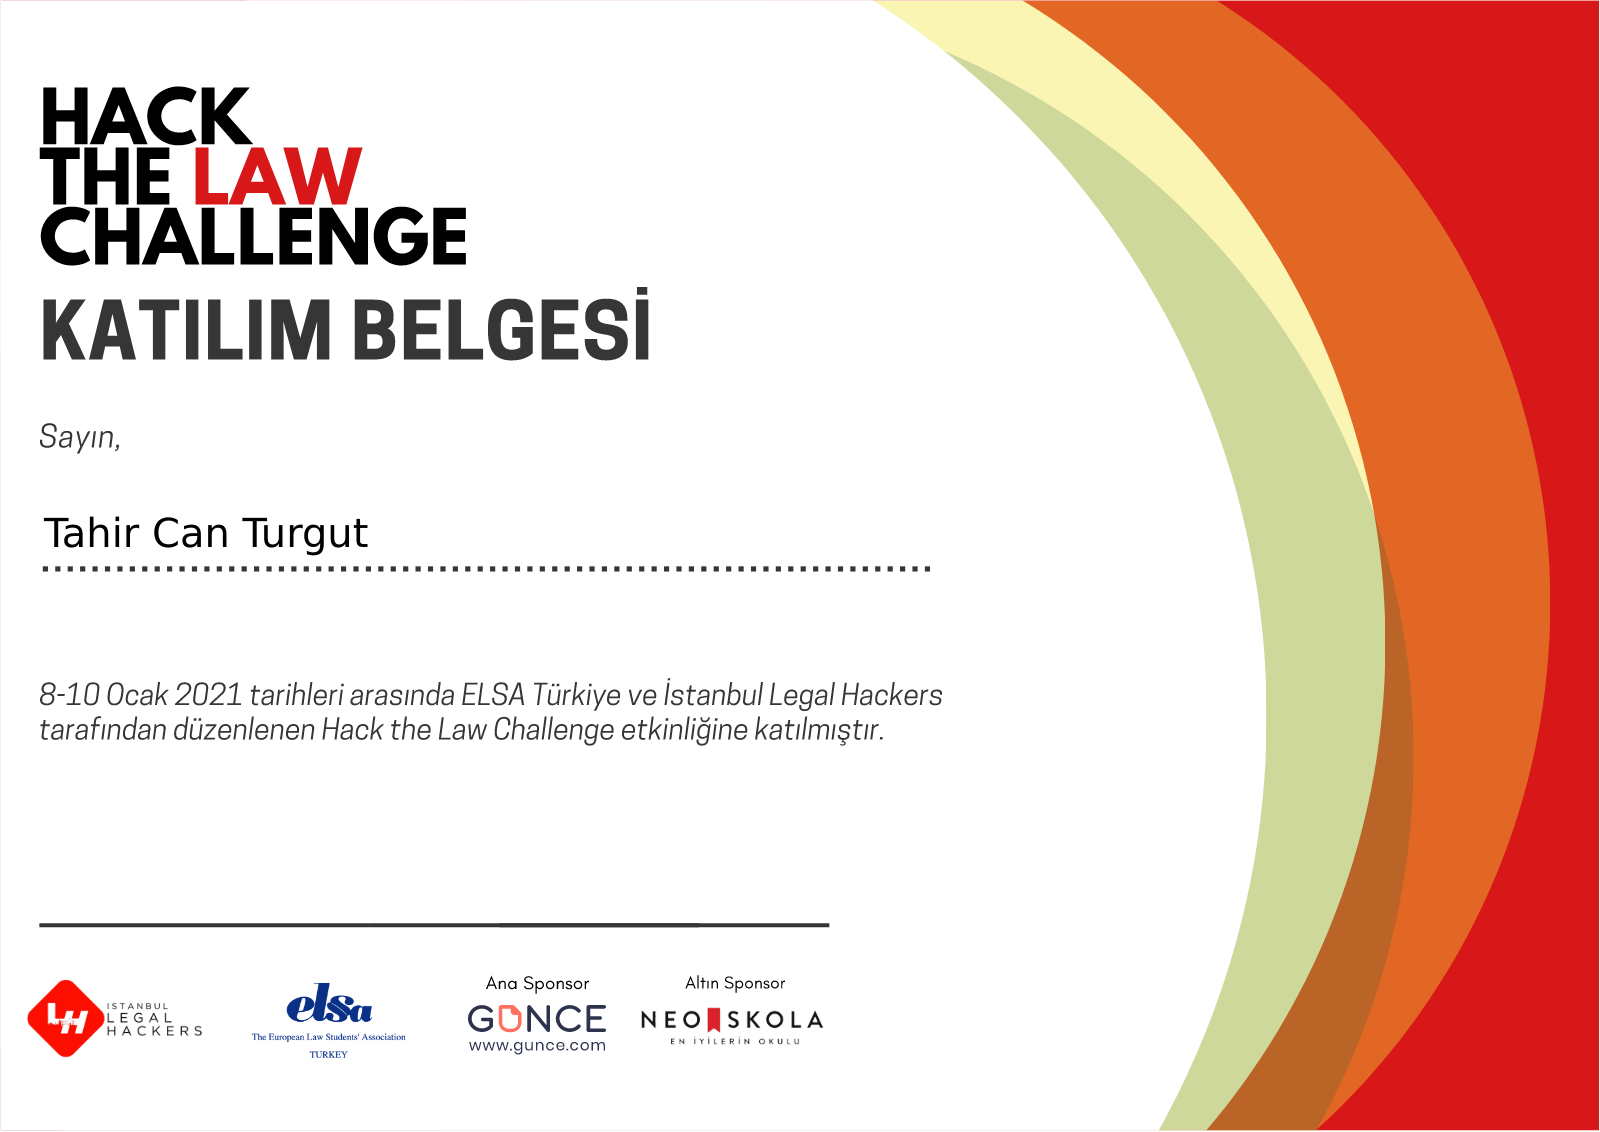 HACK
THE LAW
CHALLENGE
KATILIM BELGESİ
Sayın,
Tahir Can Turgut
8-10 Ocak 2021 tarihleri arasında ELSA Türkiye ve İstanbul Legal Hackers
tarafından düzenlenen Hack the Law Challenge etkinliğine katılmıştır.
LH
ISTANBUL
LEGAL
HACKERS
elsa
The European Law Students' Association
TURKEY
Ana Sponsor
GUNCE
www.gunce.com
Altın Sponsor
NEO SKOLA
EN İYİLERİN OKULU